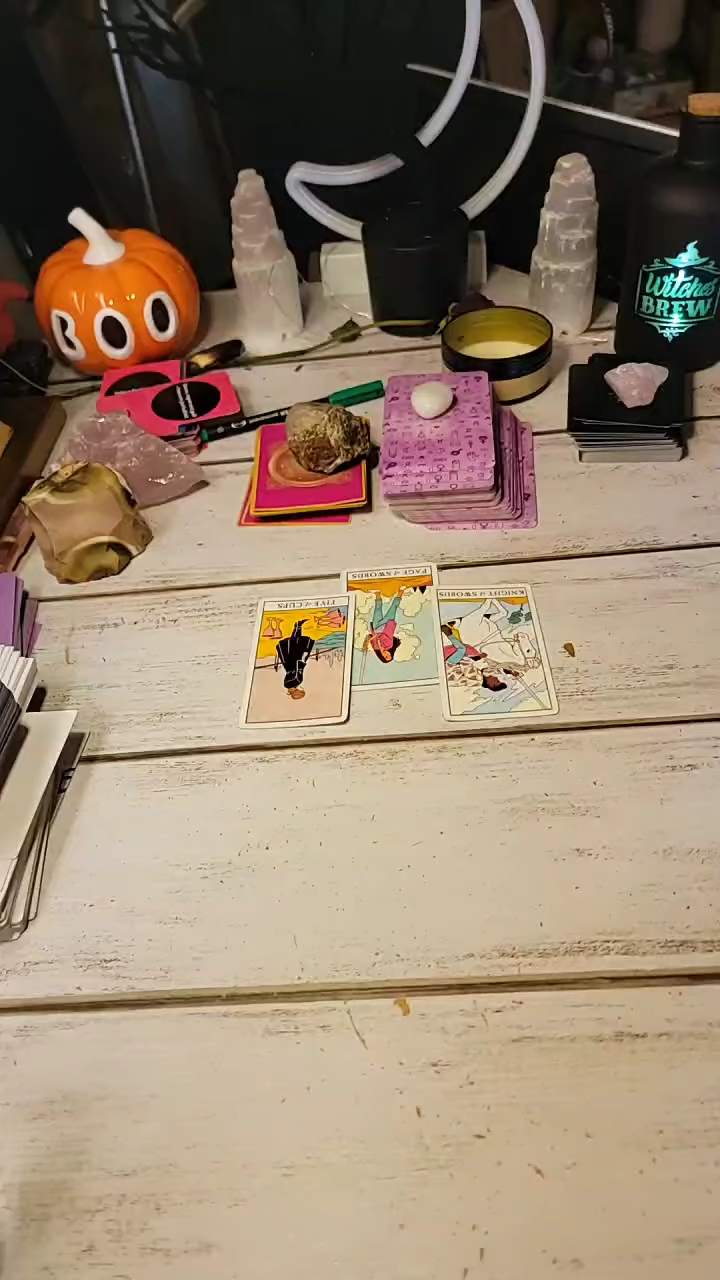 BOO
Witches
BREW
PAGE of SWORDS
FIVE of CUPS
KNIGHT of SWORDS